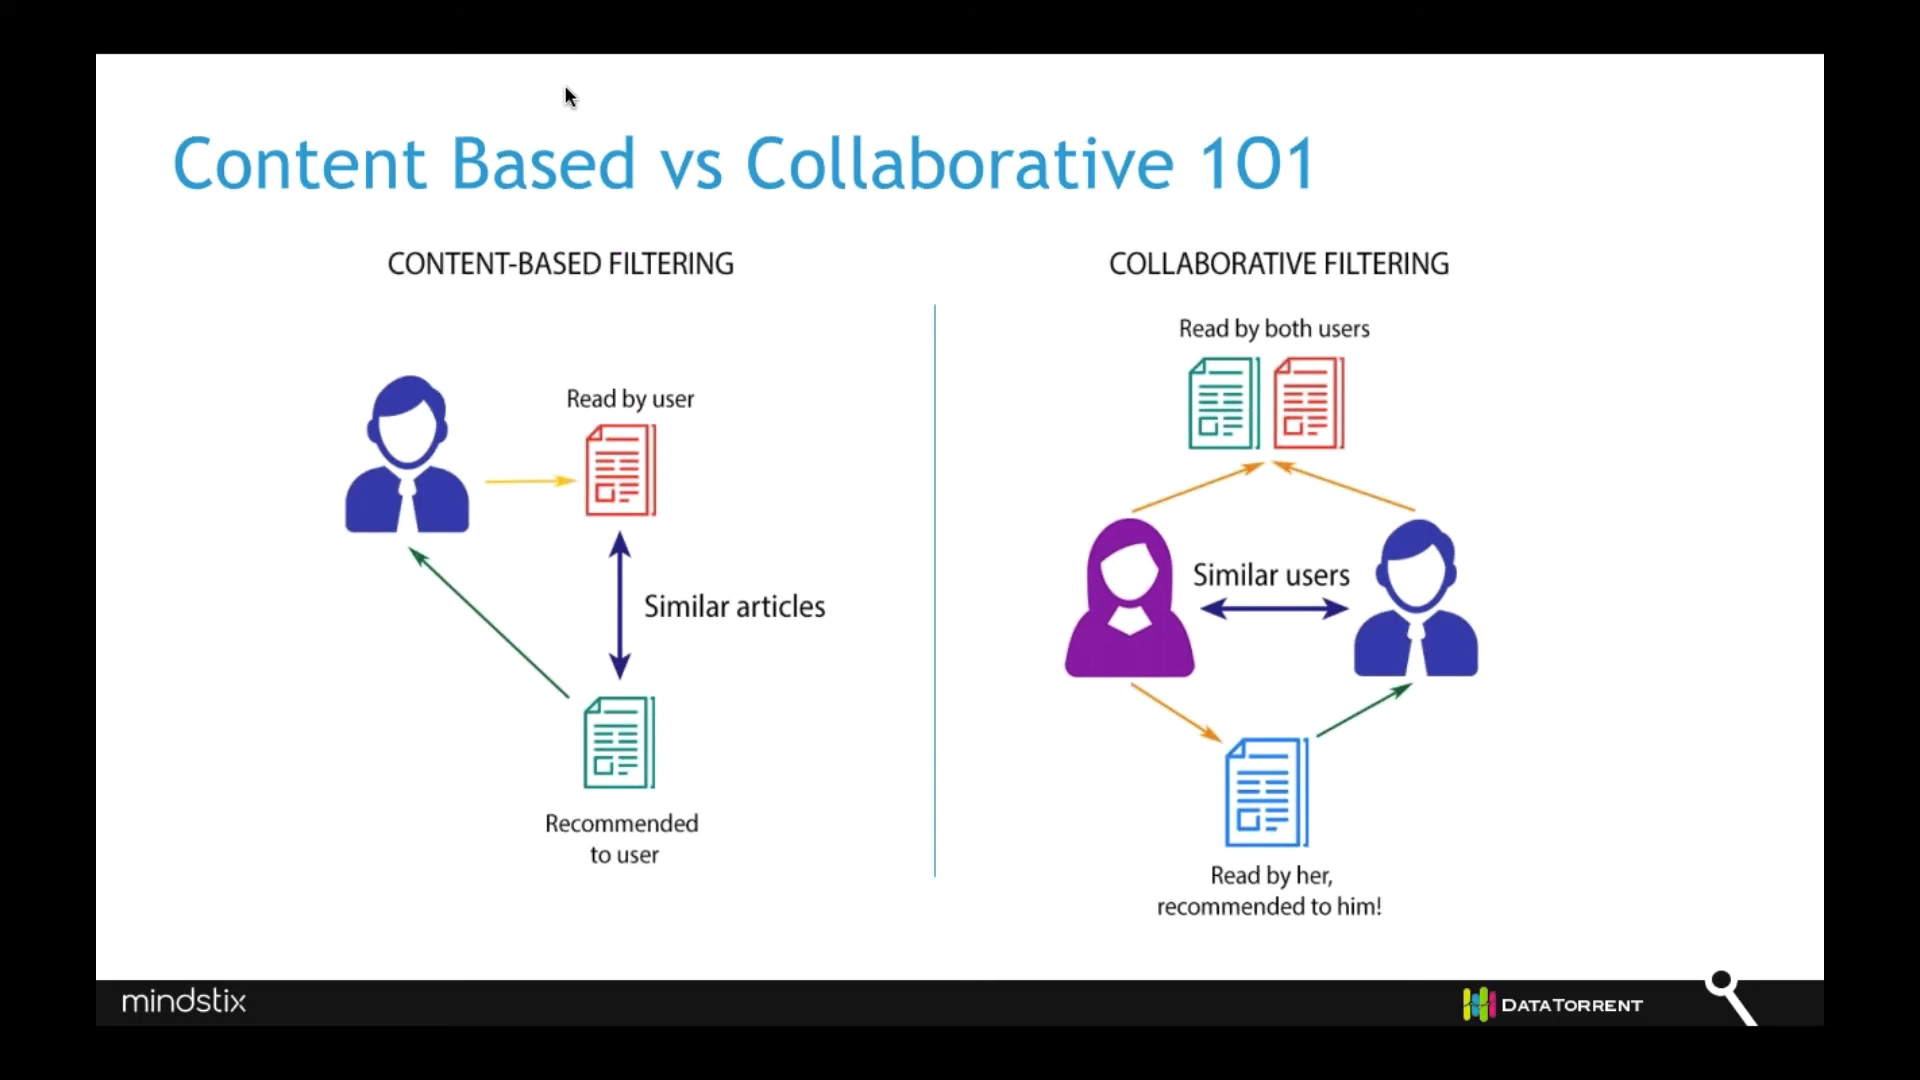 Content Based vs Collaborative 101
CONTENT-BASED FILTERING
Read by user
Similar articles
Recommended
to user
COLLABORATIVE FILTERING
Read by both users
Similar users
Read by her,
recommended to him!
mindstix
DATATORRENT